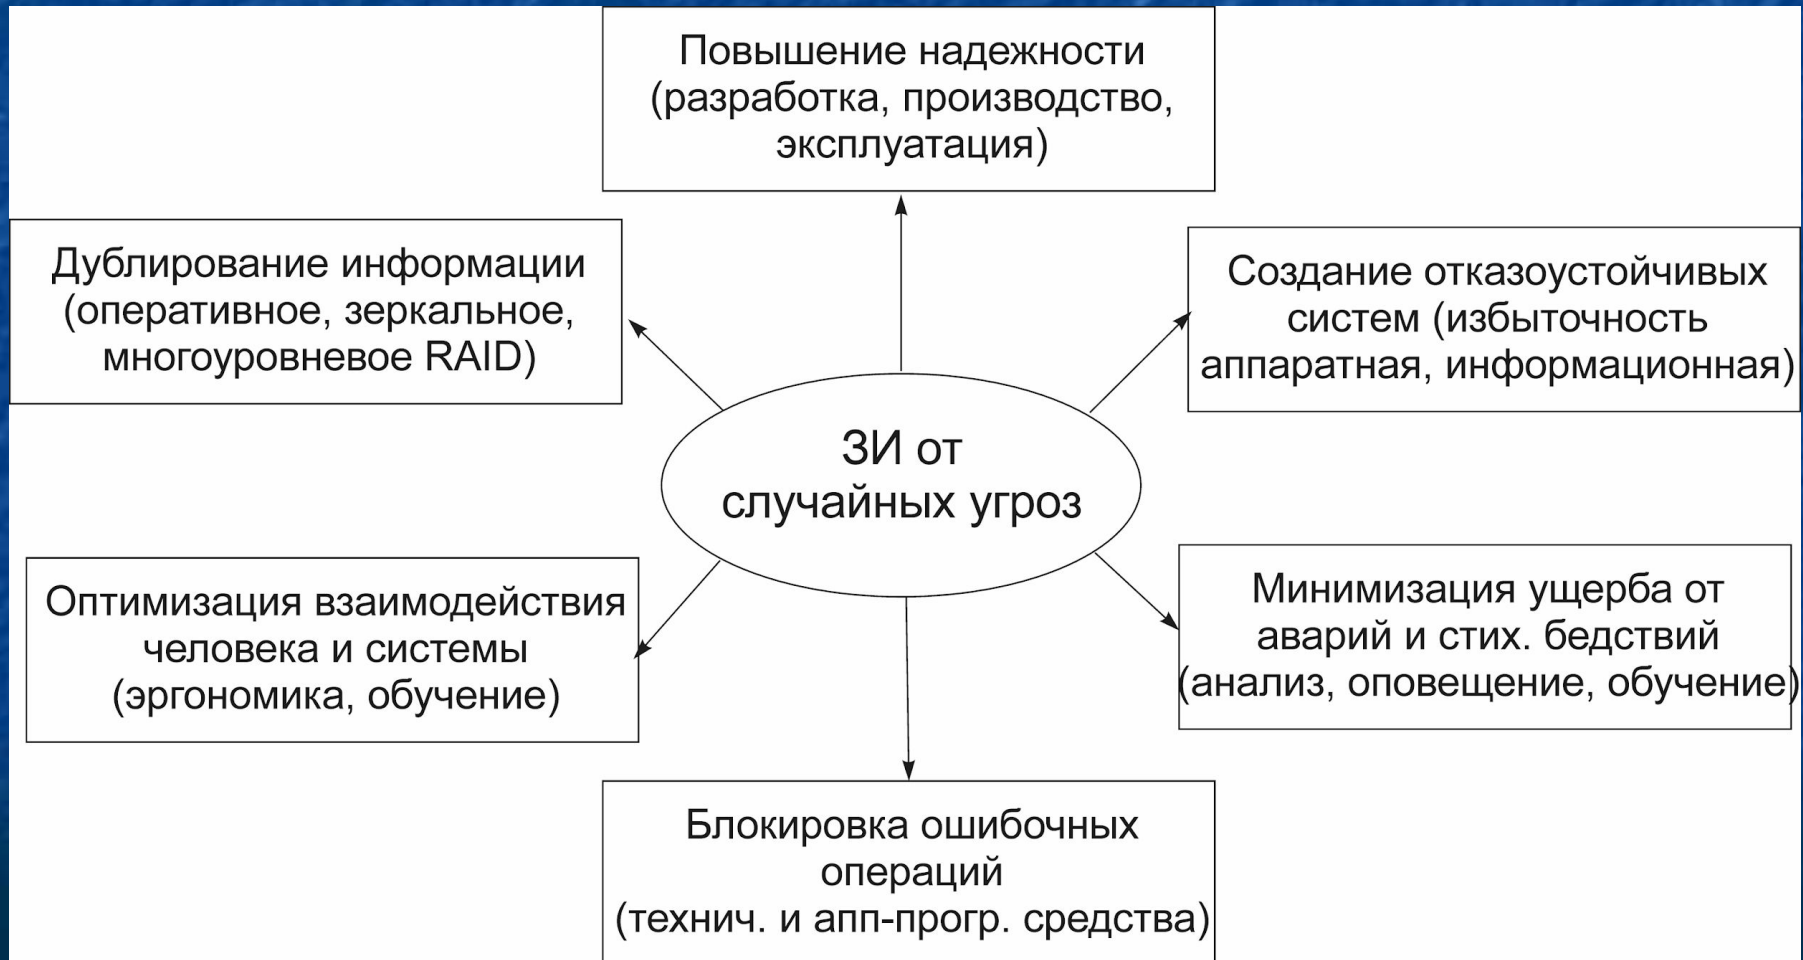 Повышение надежности
(разработка, производство,
эксплуатация)
Дублирование информации
(оперативное, зеркальное,
многоуровневое RAID)
Создание отказоустойчивых
систем (избыточность
аппаратная, информационная)
ЗИ от
случайных угроз
Оптимизация взаимодействия
человека и системы
(эргономика, обучение)
Минимизация ущерба от
аварий и стих. бедствий
(анализ, оповещение, обучение)
Блокировка ошибочных
операций
(технич. и апп-прогр. средства)